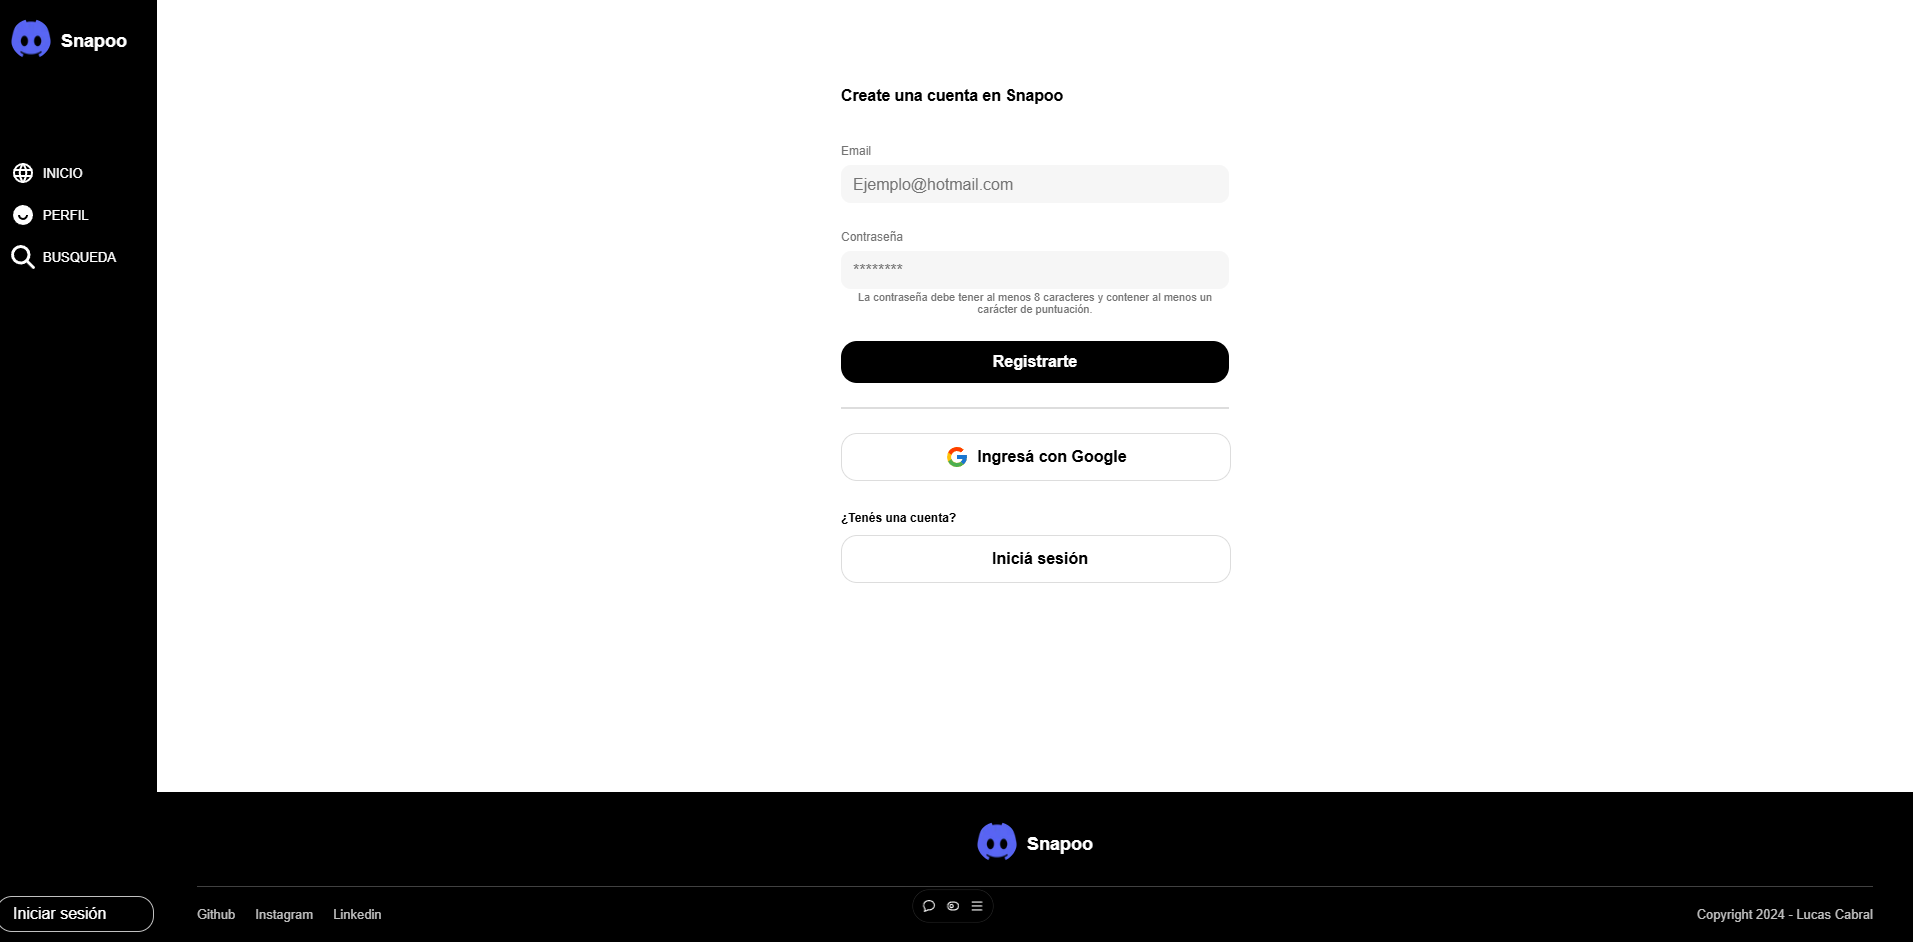 Snapoo
INICIO
PERFIL
BUSQUEDA
Create una cuenta en Snapoo
Email
Ejemplo@hotmail.com
Contraseña
********
La contraseña debe tener al menos 8 caracteres y contener al menos un
carácter de puntuación.
Registrarte
Ingresá con Google
¿Tenés una cuenta?
Iniciá sesión
Snapoo
Iniciar sesión
Github Instagram Linkedin
Copyright 2024 - Lucas Cabral